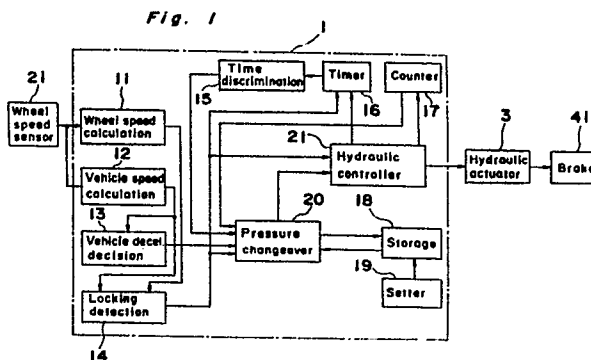 Fig. 1
1
21
Wheel
speed
sensor
11
Wheel speed
calculation
12
Vehicle speed
calculation
13
Vehicle decel
decision
Locking
detection
14
Time
discrimination
15
Timer
16
Counter
17
21
Hydraulic
controller
20
Pressure
changeaver
18
Storage
19
Setter
3
Hydraulic
actuator
41
Brake